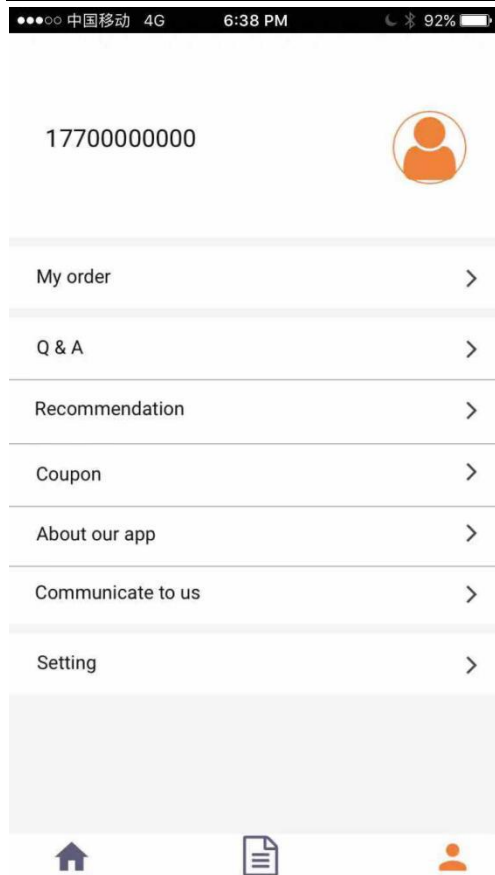 中国移动 4G 6:38 PM 92%
17700000000
My order
Q & A
Recommendation
Coupon
About our app
Communicate to us
Setting